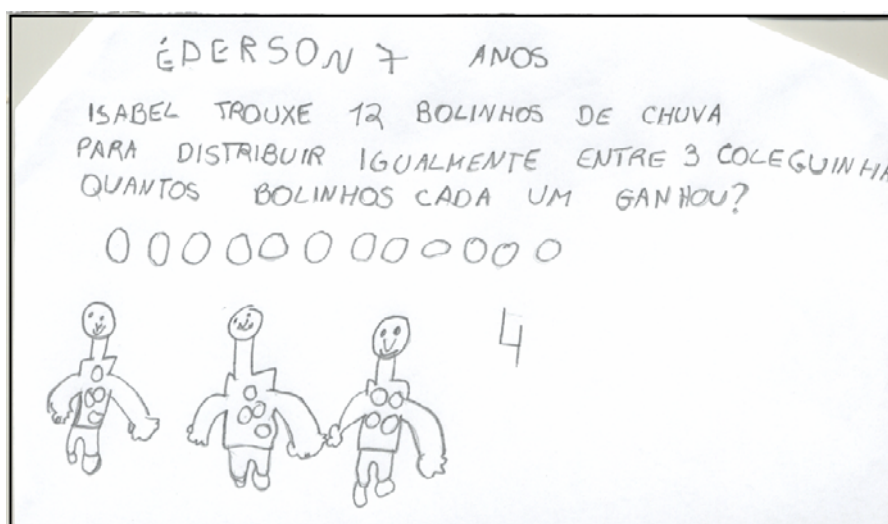 ÉDERSON 7 ANOS
ISABEL TROUXE 12 BOLINHOS DE CHUVA
PARA DISTRIBUIR IGUALMENTE ENTRE 3 COLEGUINHA
QUANTOS BOLINHOS CADA UM GANHOU?
4